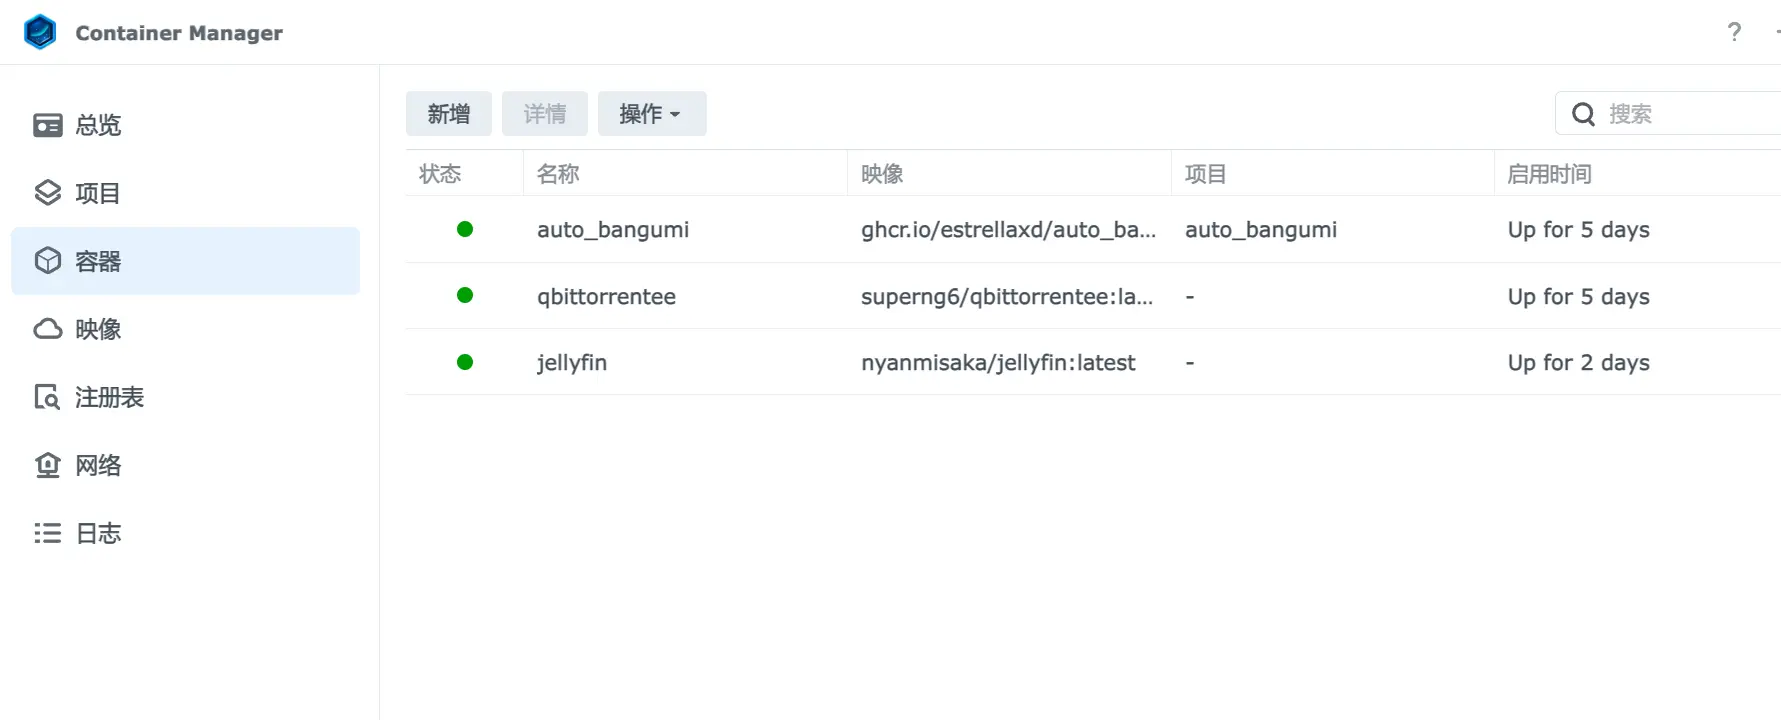 Container Manager
?
总览
项目
容器
映像
注册表
网络
日志
新增 详情 操作
搜索
状态 名称 映像 项目 启用时间
auto_bangumi ghcr.io/estrellaxd/auto_ba... auto_bangumi Up for 5 days
qbittorrentee superng6/qbittorrentee:la... - Up for 5 days
jellyfin nyanmisaka/jellyfin:latest - Up for 2 days